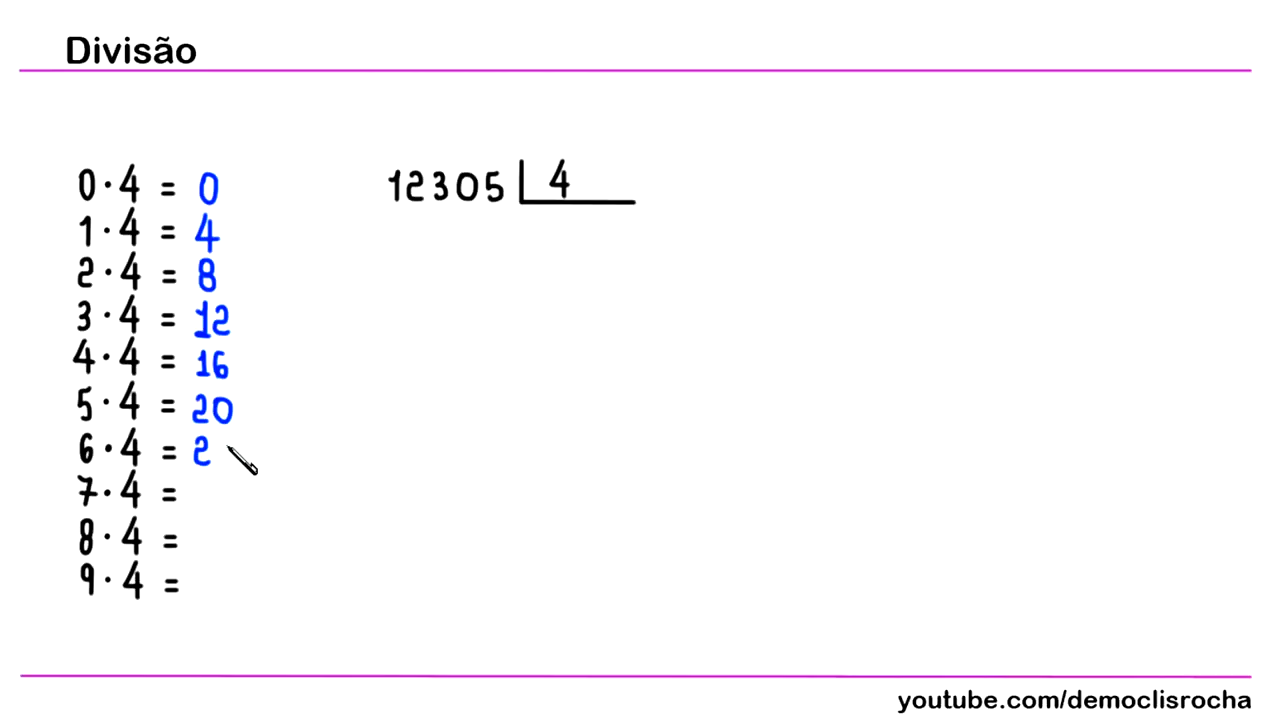 Divisão
0·4 = 0
12305 4
1·4 = 4
2·4 = 8
3·4 = 12
4·4 = 16
5·4 = 20
6·4 = 2
7·4 =
8·4 =
9·4 =
youtube.com/democlisrocha